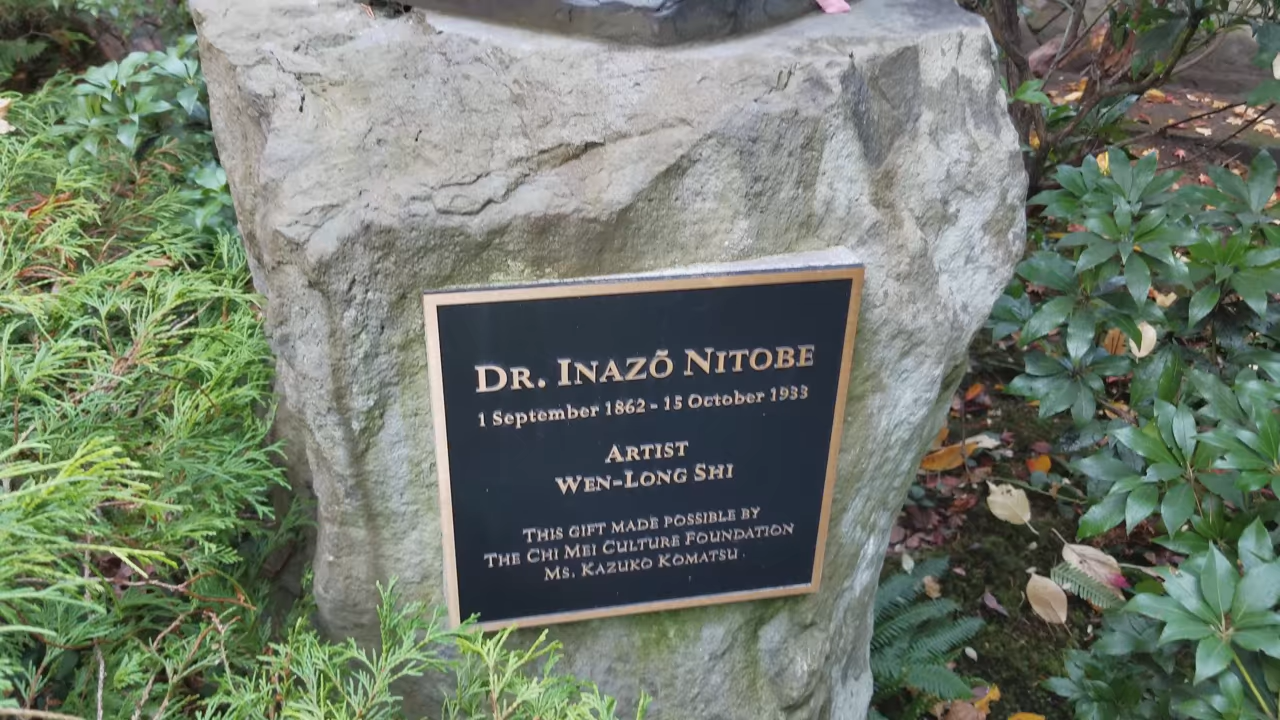 DR. INAZÕ NITOBE
1 September 1862 - 15 October 1933
ARTIST
WEN-LONG SHI
THIS GIFT MADE POSSIBLE BY
THE CHI MEI CULTURE FOUNDATION
MS. KAZUKO KOMATSU